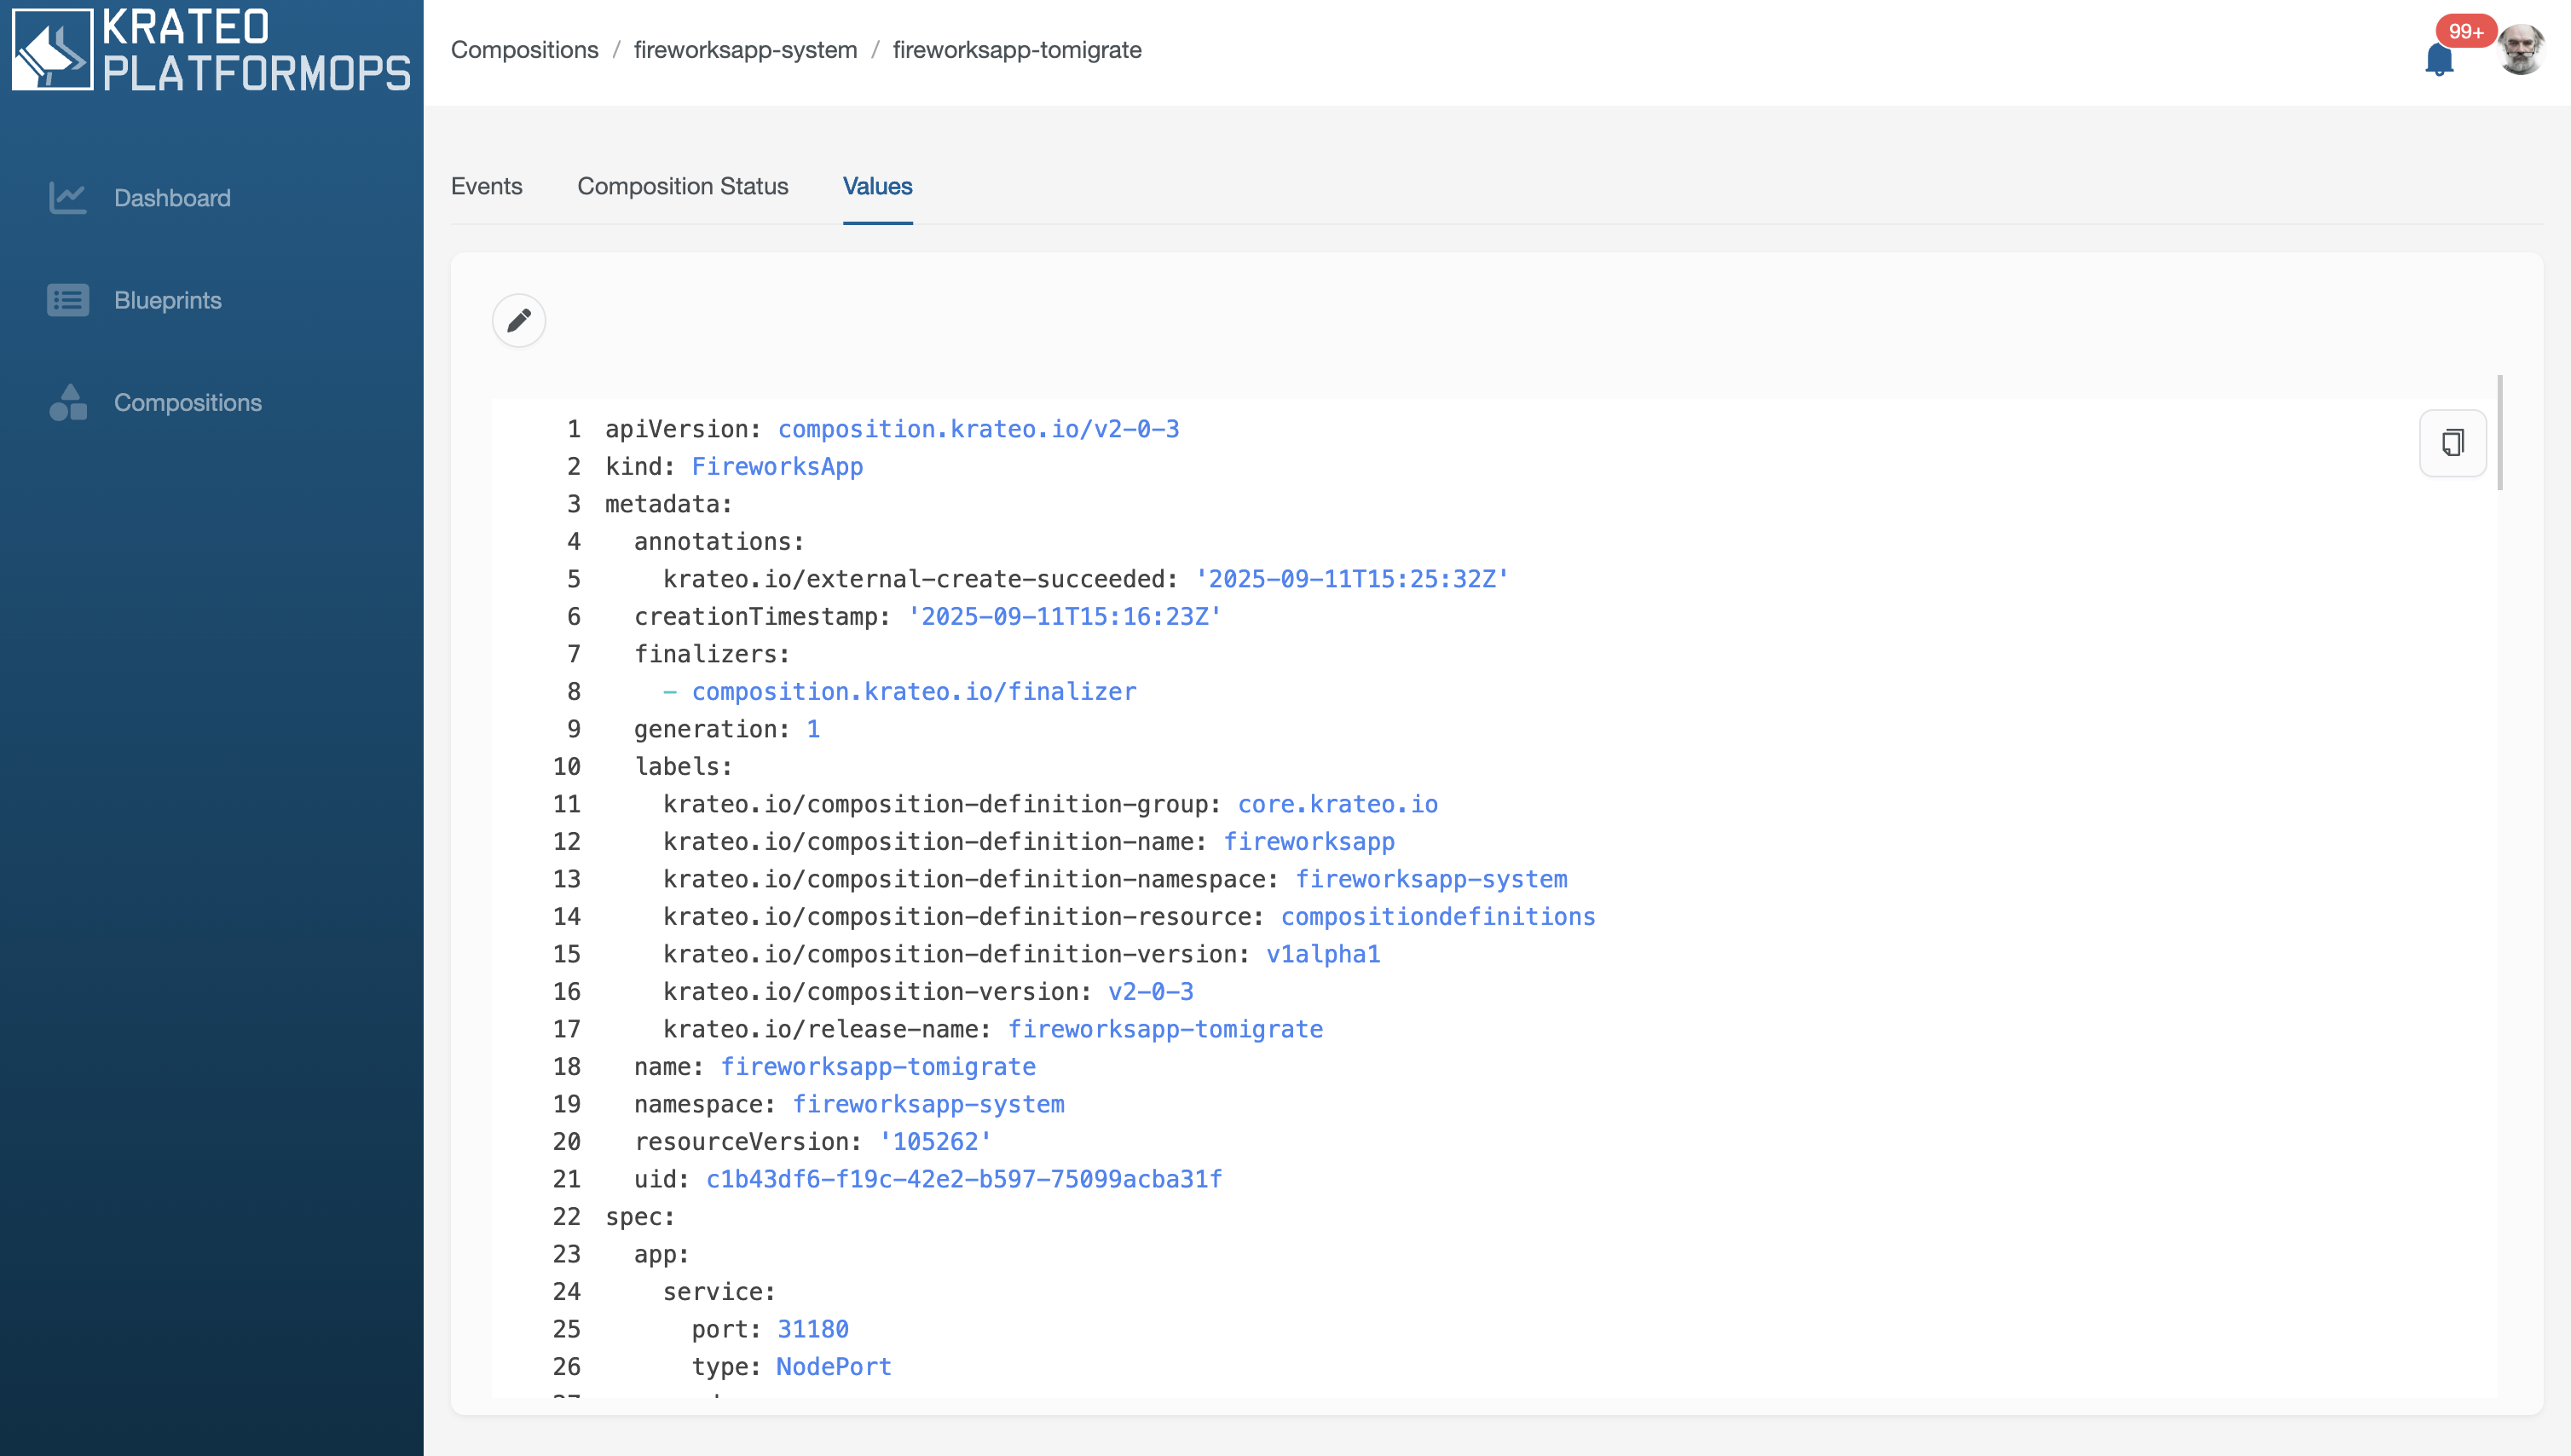 KRATEO
PLATFORMOPS
Dashboard
Blueprints
Compositions
Compositions / fireworksapp-system / fireworksapp-tomigrate
99+
Events Composition Status Values
1 apiVersion: composition.krateo.io/v2-0-3
2 kind: FireworksApp
3 metadata:
4 annotations:
5 krateo.io/external-create-succeeded: '2025-09-11T15:25:32Z'
6 creationTimestamp: '2025-09-11T15:16:23Z'
7 finalizers:
8 - composition.krateo.io/finalizer
9 generation: 1
10 labels:
11 krateo.io/composition-definition-group: core.krateo.io
12 krateo.io/composition-definition-name: fireworksapp
13 krateo.io/composition-definition-namespace: fireworksapp-system
14 krateo.io/composition-definition-resource: compositiondefinitions
15 krateo.io/composition-definition-version: v1alpha1
16 krateo.io/composition-version: v2-0-3
17 krateo.io/release-name: fireworksapp-tomigrate
18 name: fireworksapp-tomigrate
19 namespace: fireworksapp-system
20 resourceVersion: '105262'
21 uid: c1b43df6-f19c-42e2-b597-75099acba31f
22 spec:
23 app:
24 service:
25 port: 31180
26 type: NodePort